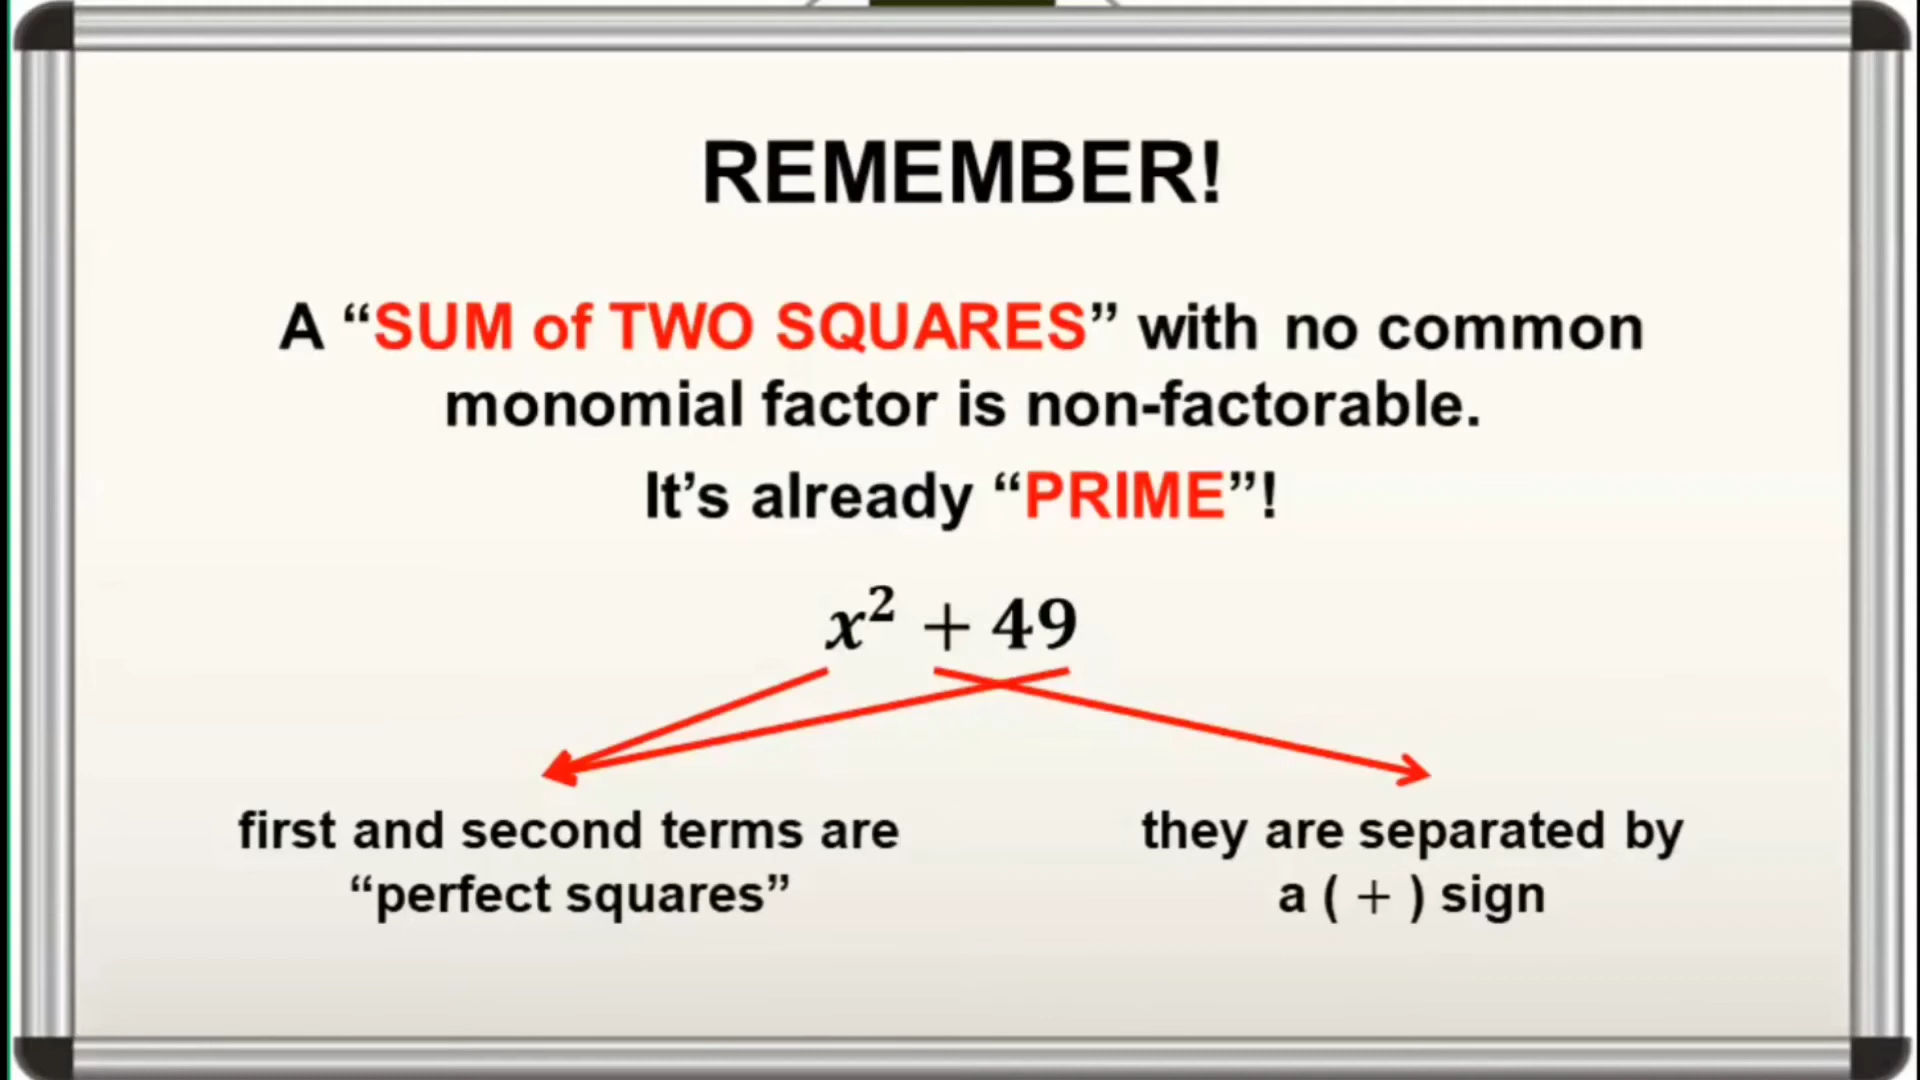 REMEMBER!
A “SUM of TWO SQUARES” with no common
monomial factor is non-factorable.
It’s already “PRIME”!
x² + 49
first and second terms are
“perfect squares”
they are separated by
a ( + ) sign